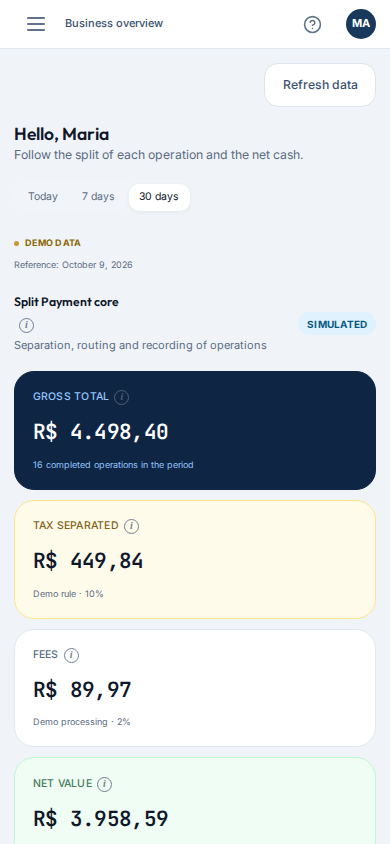 Business overview
MA
Refresh data
Hello, Maria
Follow the split of each operation and the net cash.
Today 7 days 30 days
DEMO DATA
Reference: October 9, 2026
Split Payment core
i
SIMULATED
Separation, routing and recording of operations
GROSS TOTAL i
R$ 4.498,40
16 completed operations in the period
TAX SEPARATED i
R$ 449,84
Demo rule · 10%
FEES i
R$ 89,97
Demo processing · 2%
NET VALUE i
R$ 3.958,59